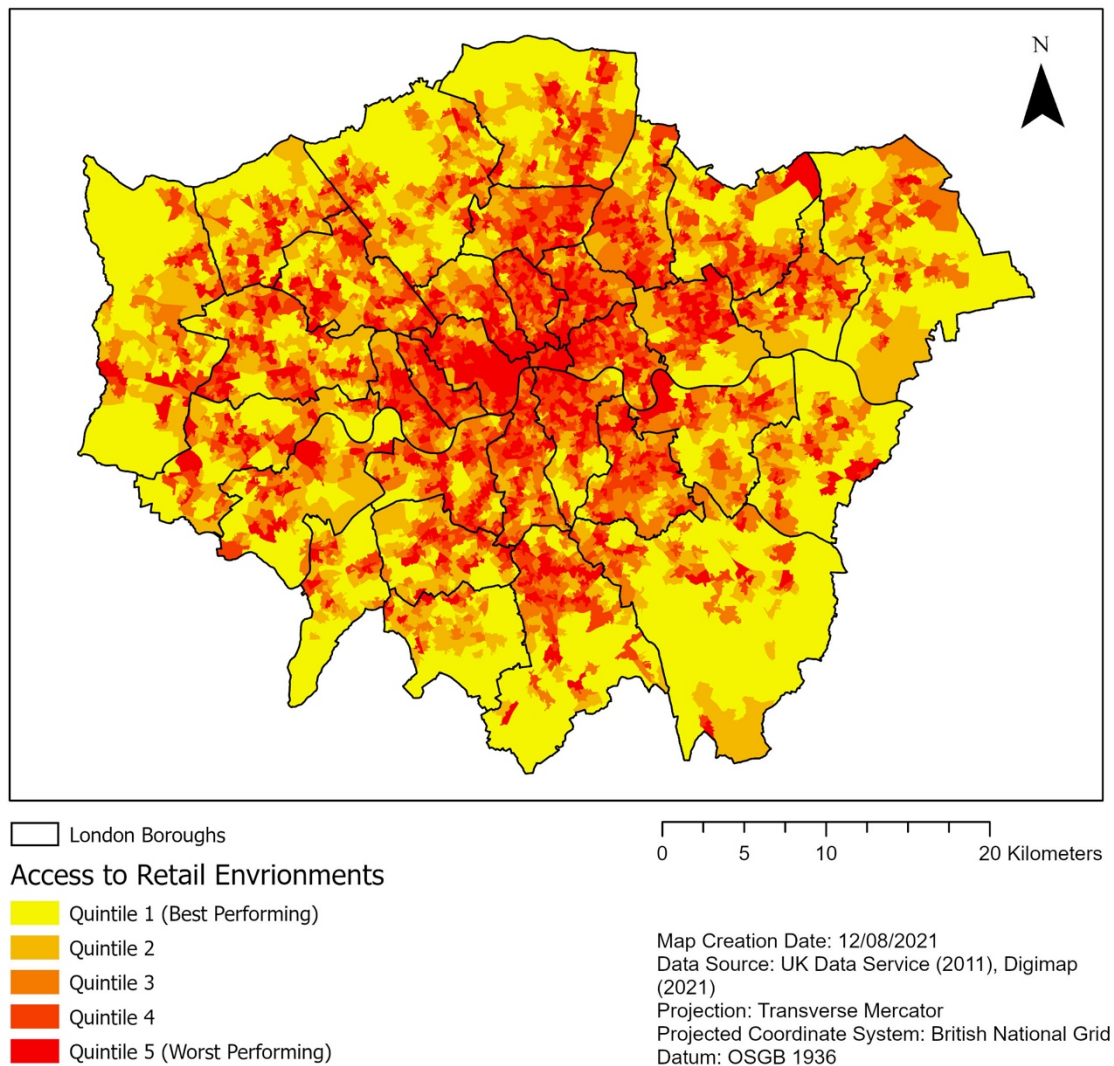 N
London Boroughs
0 5 10 20 Kilometers
Access to Retail Envrionments
Quintile 1 (Best Performing)
Quintile 2
Quintile 3
Quintile 4
Quintile 5 (Worst Performing)
Map Creation Date: 12/08/2021
Data Source: UK Data Service (2011), Digimap
(2021)
Projection: Transverse Mercator
Projected Coordinate System: British National Grid
Datum: OSGB 1936